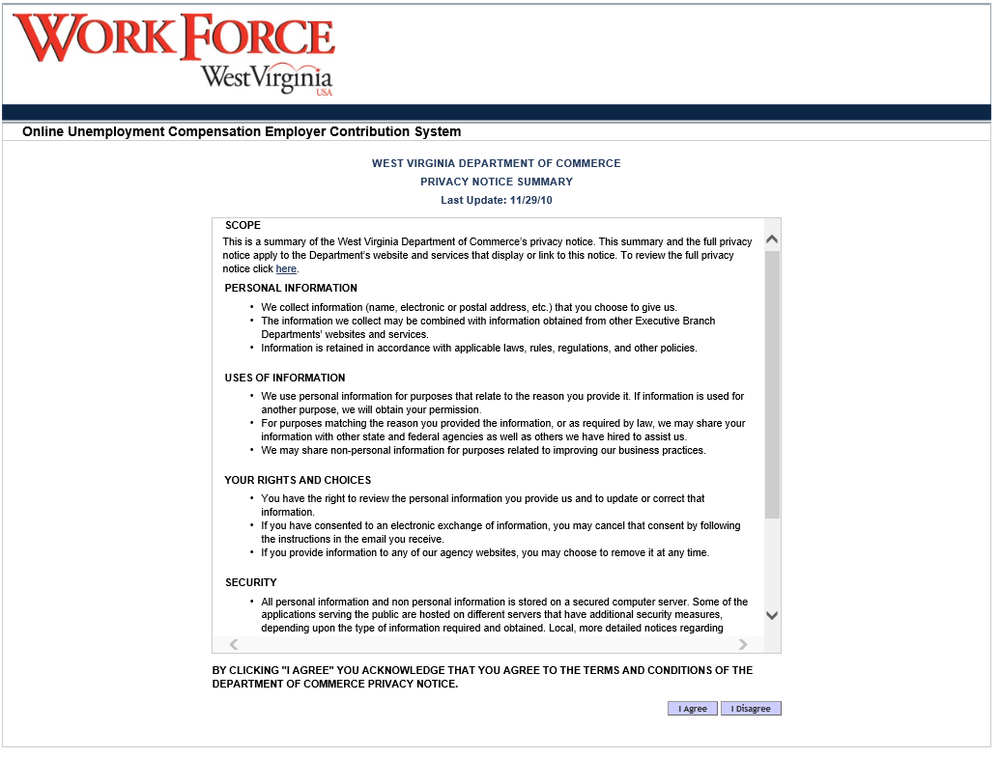 WORKFORCE
WestVirginia
USA
Online Unemployment Compensation Employer Contribution System
WEST VIRGINIA DEPARTMENT OF COMMERCE
PRIVACY NOTICE SUMMARY
Last Update: 11/29/10
SCOPE
This is a summary of the West Virginia Department of Commerce's privacy notice. This summary and the full privacy
notice apply to the Department's website and services that display or link to this notice. To review the full privacy
notice click here.
PERSONAL INFORMATION
• We collect information (name, electronic or postal address, etc.) that you choose to give us.
• The information we collect may be combined with information obtained from other Executive Branch
Departments' websites and services.
• Information is retained in accordance with applicable laws, rules, regulations, and other policies.
USES OF INFORMATION
• We use personal information for purposes that relate to the reason you provide it. If information is used for
another purpose, we will obtain your permission.
• For purposes matching the reason you provided the information, or as required by law, we may share your
information with other state and federal agencies as well as others we have hired to assist us.
• We may share non-personal information for purposes related to improving our business practices.
YOUR RIGHTS AND CHOICES
• You have the right to review the personal information you provide us and to update or correct that
information.
• If you have consented to an electronic exchange of information, you may cancel that consent by following
the instructions in the email you receive.
• If you provide information to any of our agency websites, you may choose to remove it at any time.
SECURITY
• All personal information and non personal information is stored on a secured computer server. Some of the
applications serving the public are hosted on different servers that have additional security measures,
depending upon the type of information required and obtained. Local, more detailed notices regarding
BY CLICKING "I AGREE" YOU ACKNOWLEDGE THAT YOU AGREE TO THE TERMS AND CONDITIONS OF THE
DEPARTMENT OF COMMERCE PRIVACY NOTICE.
I Agree I Disagree